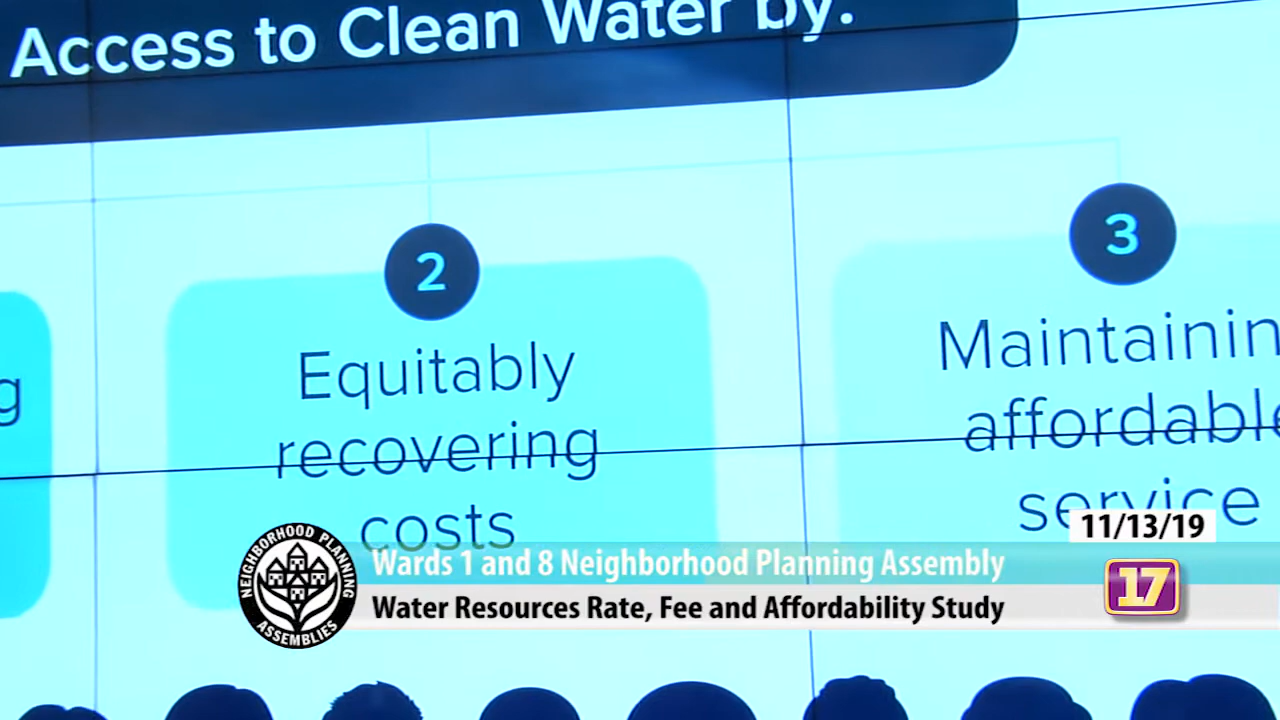 Access to Clean Water by:
2
3
g
Equitably
recovering
costs
Maintainin
affordable
service
11/13/19
NEIGHBORHOOD PLANNING
ASSEMBLIES
Wards 1 and 8 Neighborhood Planning Assembly
Water Resources Rate, Fee and Affordability Study
17